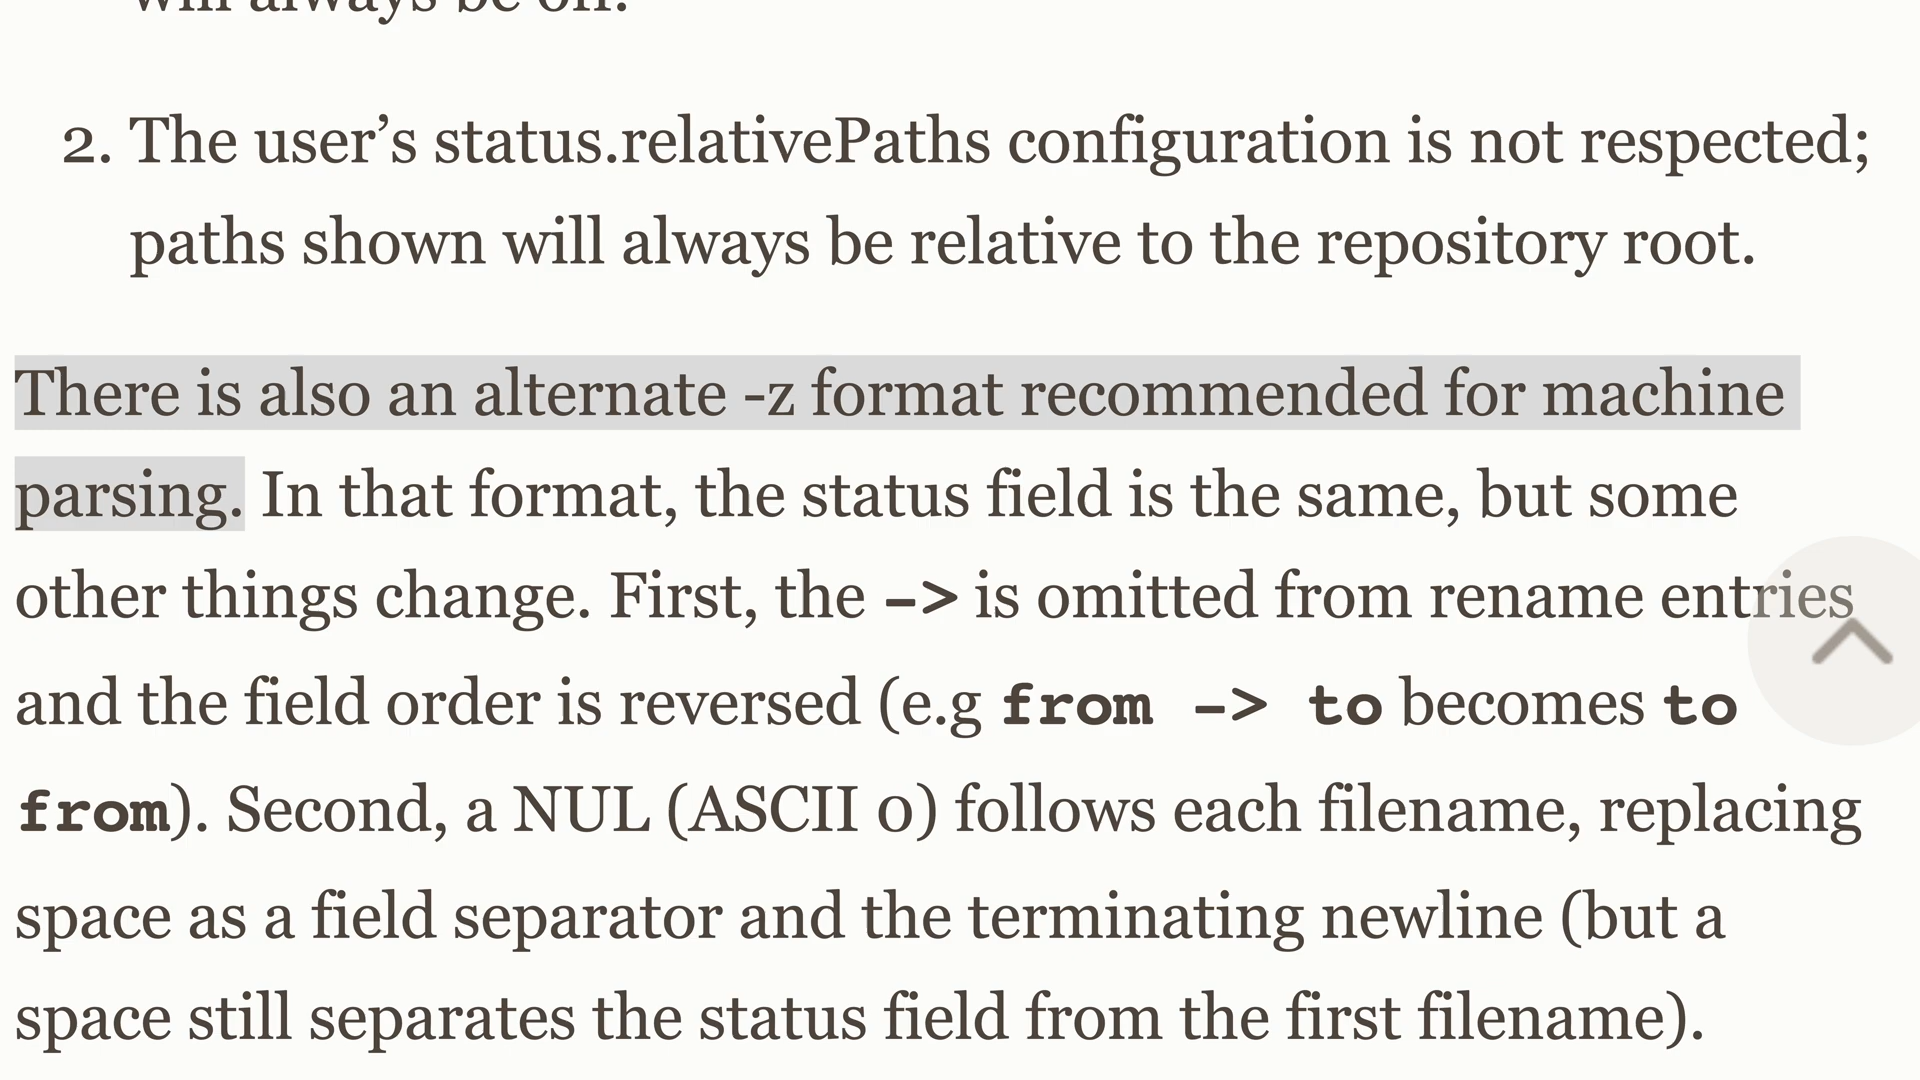 will always be off.
2. The user’s status.relativePaths configuration is not respected;
paths shown will always be relative to the repository root.
There is also an alternate -z format recommended for machine
parsing. In that format, the status field is the same, but some
other things change. First, the -> is omitted from rename entries
and the field order is reversed (e.g from -> to becomes to
from). Second, a NUL (ASCII 0) follows each filename, replacing
space as a field separator and the terminating newline (but a
space still separates the status field from the first filename).